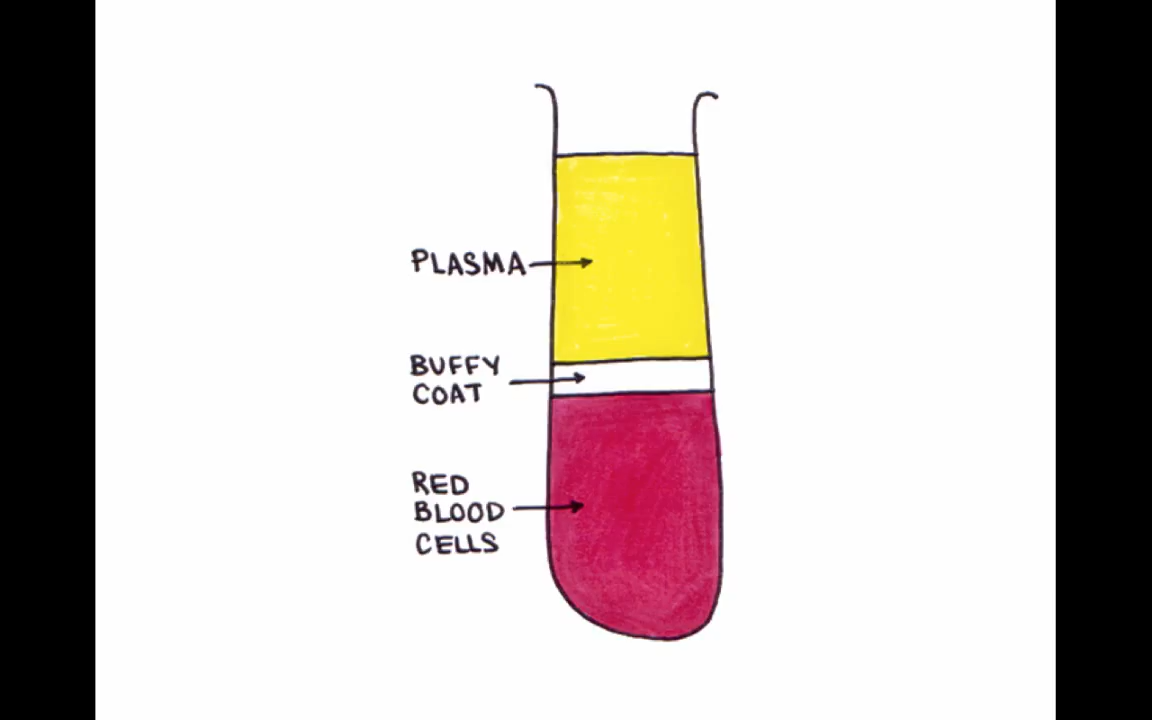 PLASMA
BUFFY
COAT
RED
BLOOD
CELLS